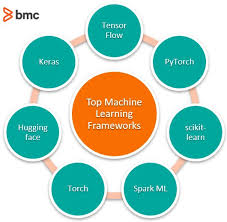 bmc
Tensor
Flow
PyTorch
scikit-
learn
Spark ML
Torch
Hugging
face
Keras
Top Machine
Learning
Frameworks